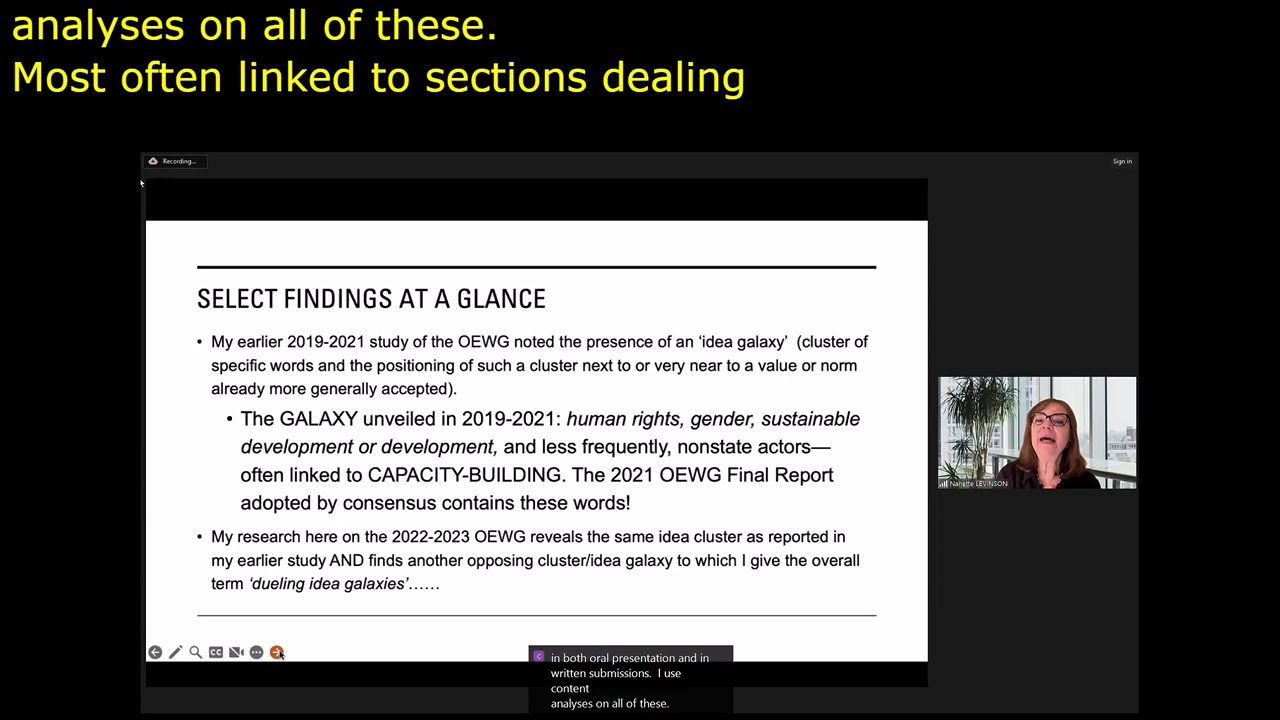 analyses on all of these.
Most often linked to sections dealing
Recording...
Sign in
SELECT FINDINGS AT A GLANCE
• My earlier 2019-2021 study of the OEWG noted the presence of an ‘idea galaxy’ (cluster of
specific words and the positioning of such a cluster next to or very near to a value or norm
already more generally accepted).
• The GALAXY unveiled in 2019-2021: human rights, gender, sustainable
development or development, and less frequently, nonstate actors—
often linked to CAPACITY-BUILDING. The 2021 OEWG Final Report
adopted by consensus contains these words!
• My research here on the 2022-2023 OEWG reveals the same idea cluster as reported in
my earlier study AND finds another opposing cluster/idea galaxy to which I give the overall
term ‘dueling idea galaxies’……
Nanette LEVINSON
CC
C
in both oral presentation and in
written submissions. I use
content
analyses on all of these.